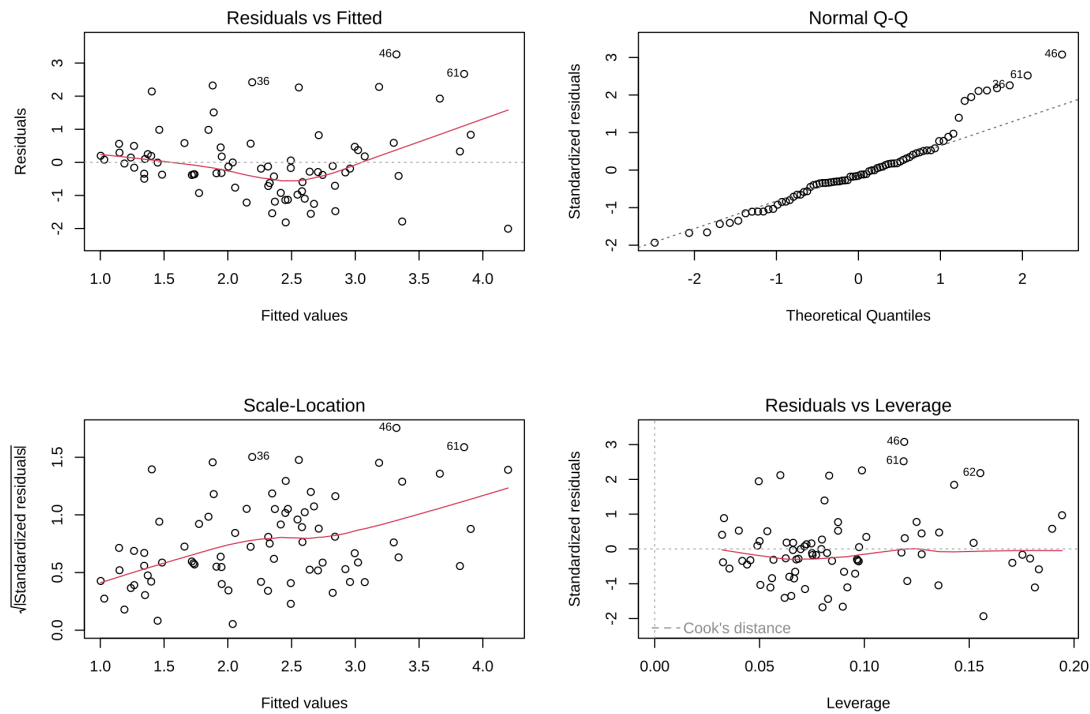 Residuals vs Fitted
Residuals
3
2
1
0
-1
-2
46
36
61
1.0 1.5 2.0 2.5 3.0 3.5 4.0
Fitted values
Normal Q-Q
Standardized residuals
3
2
1
0
-1
-2
46
61
36
-2 -1 0 1 2
Theoretical Quantiles
Scale-Location
√|Standardized residuals|
1.5
1.0
0.5
0.0
46
61
36
1.0 1.5 2.0 2.5 3.0 3.5 4.0
Fitted values
Residuals vs Leverage
Standardized residuals
3
2
1
0
-1
-2
46
61
62
Cook's distance
0.00 0.05 0.10 0.15 0.20
Leverage